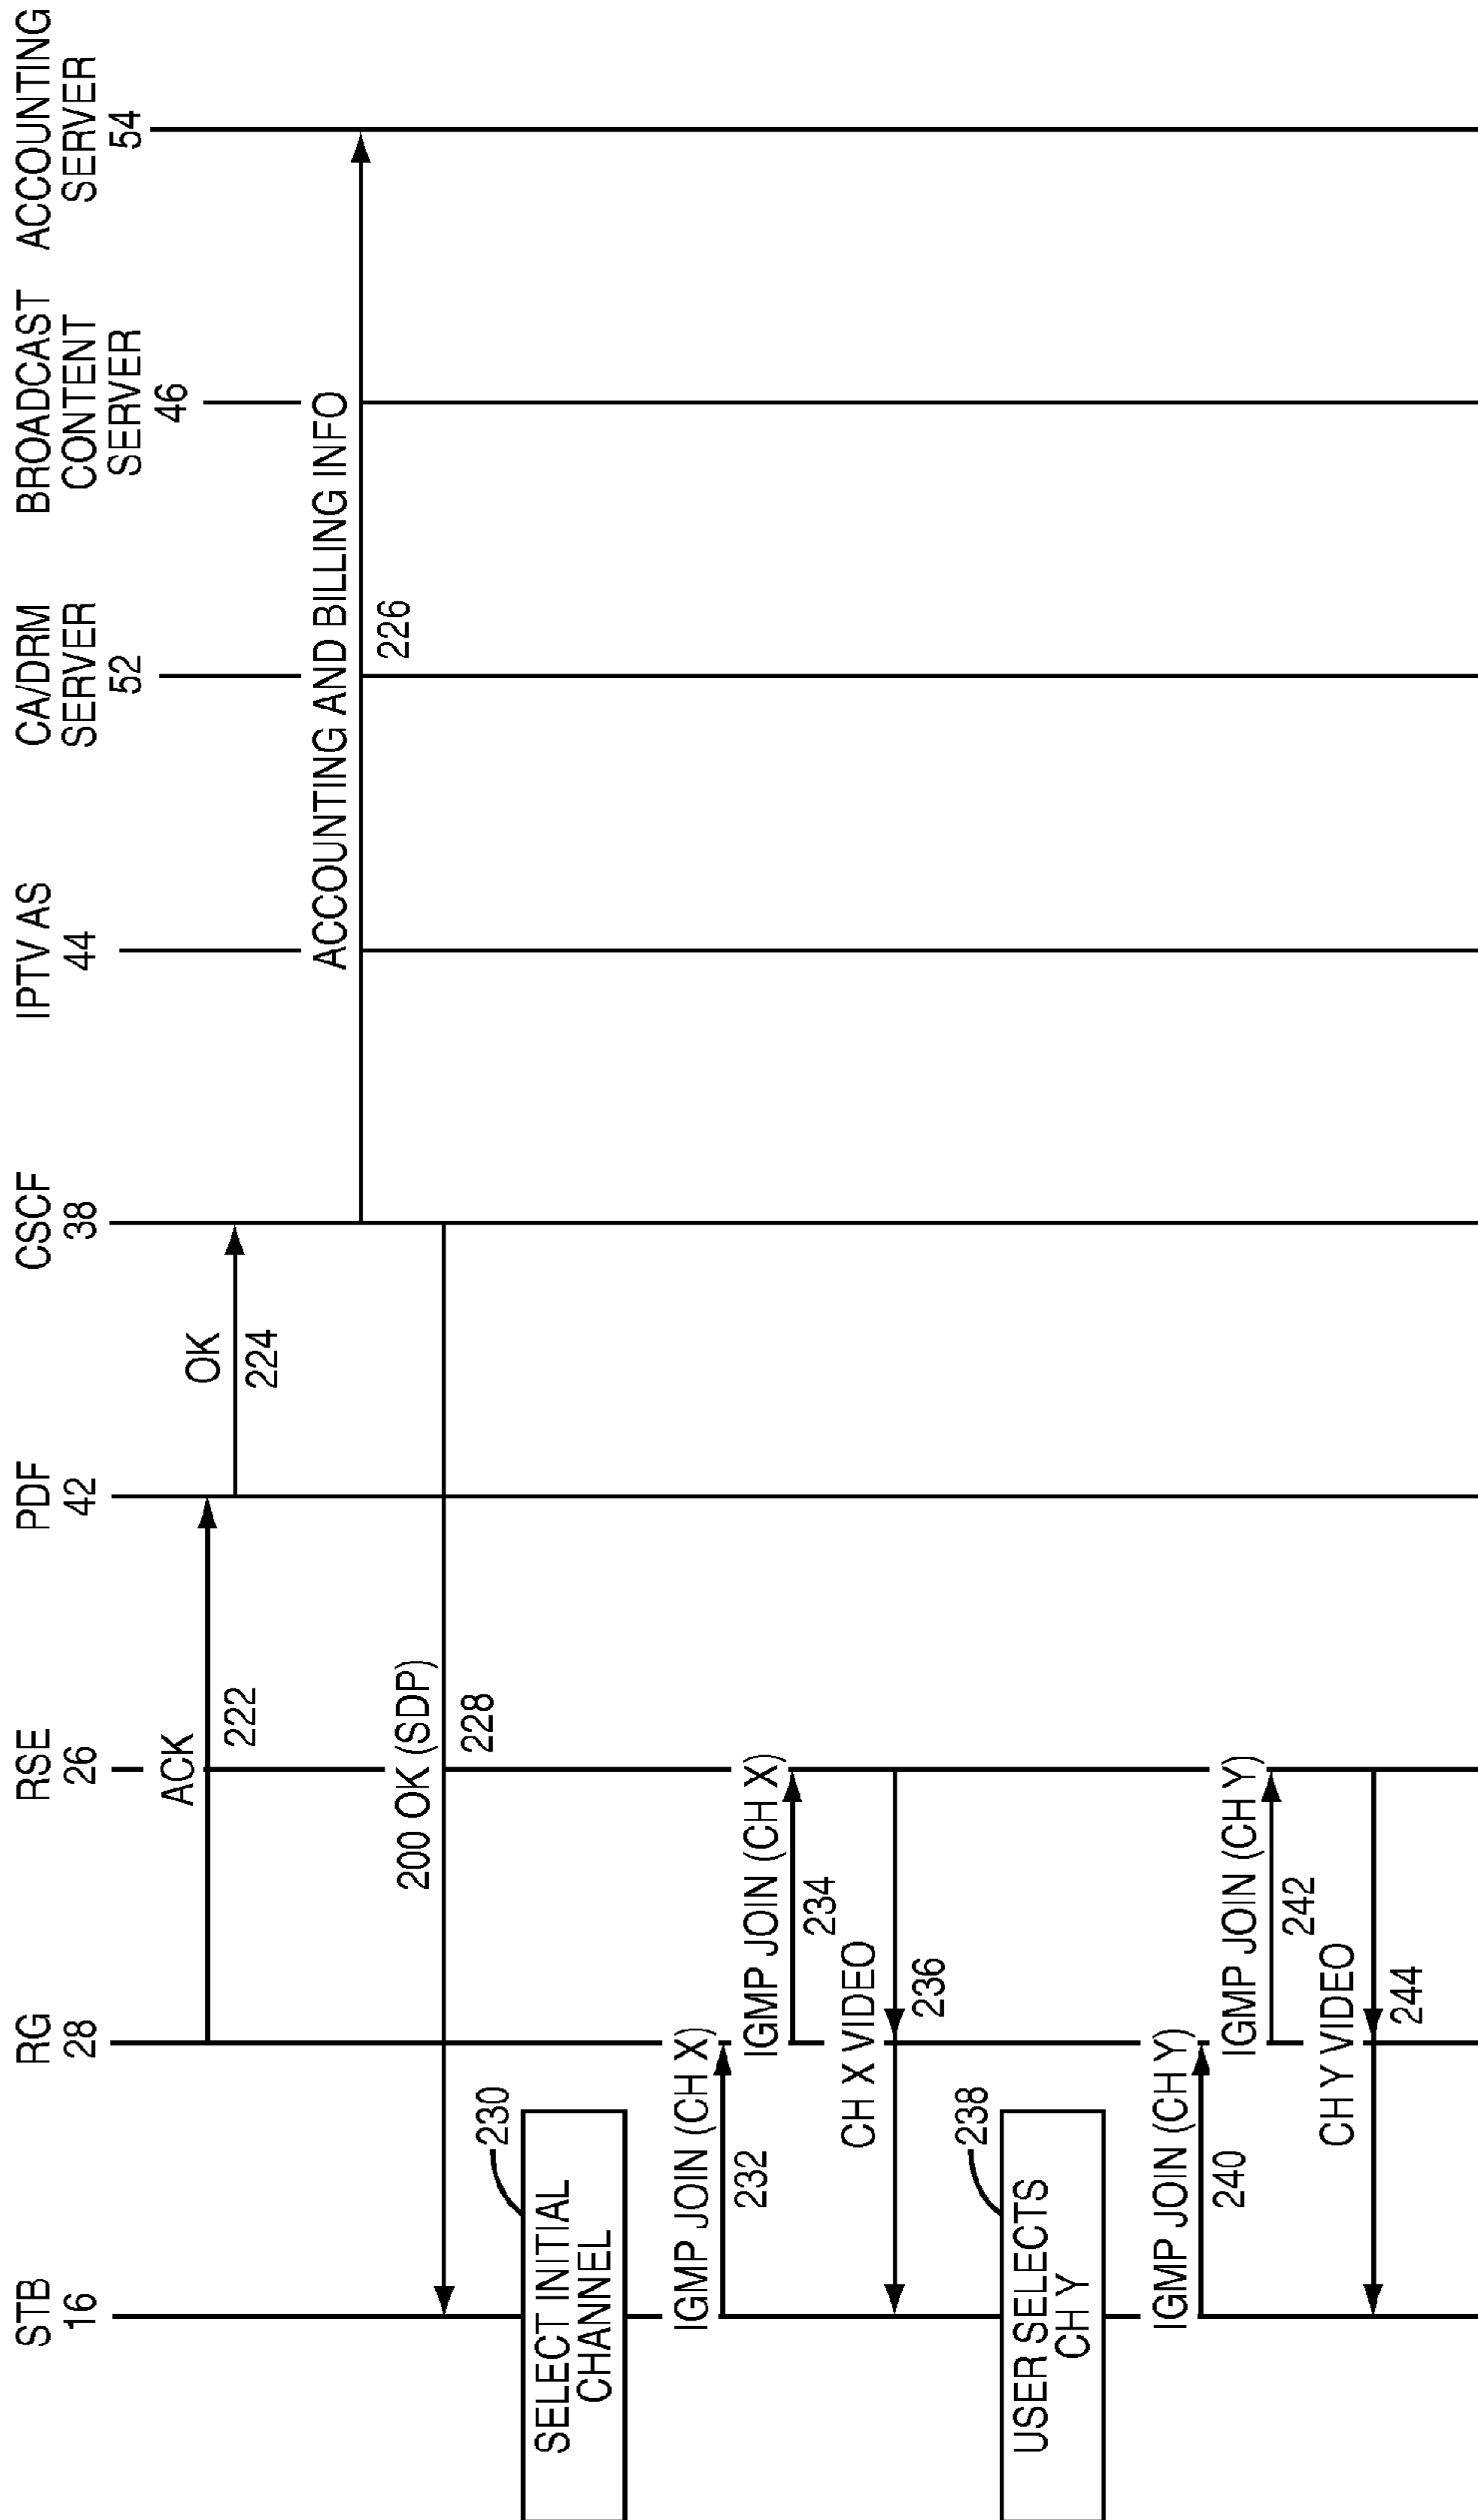 STB
16
RG
28
RSE
26
PDF
42
CSCF
38
IPTV AS
44
CA/DRM
SERVER
52
BROADCAST
CONTENT
SERVER
46
ACCOUNTING
SERVER
54
ACK
222
OK
224
ACCOUNTING AND BILLING INFO
226
200 OK (SDP)
228
230
SELECT INITIAL
CHANNEL
IGMP JOIN (CH X)
232
IGMP JOIN (CH X)
234
CH X VIDEO
236
238
USER SELECTS
CH Y
IGMP JOIN (CH Y)
240
IGMP JOIN (CH Y)
242
CH Y VIDEO
244